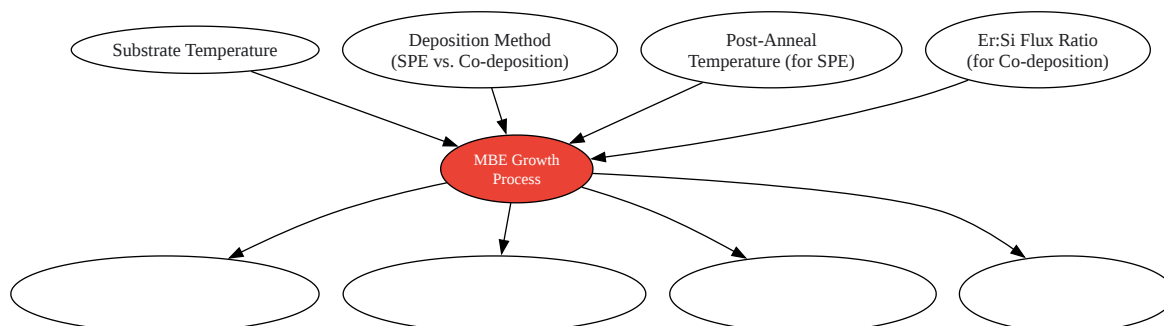 Substrate Temperature
Deposition Method
(SPE vs. Co-deposition)
Post-Anneal
Temperature (for SPE)
Er:Si Flux Ratio
(for Co-deposition)
MBE Growth
Process